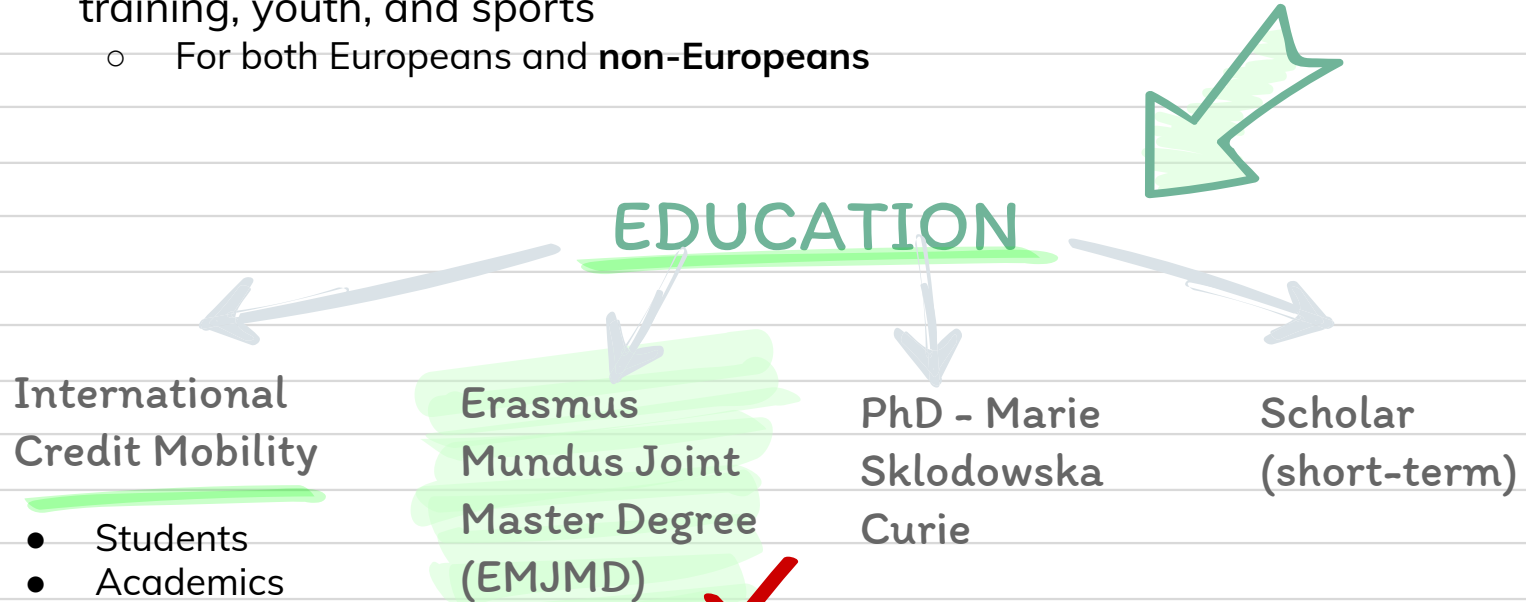 training, youth, and sports
○ For both Europeans and non-Europeans
EDUCATION
International
Credit Mobility
● Students
● Academics
Erasmus
Mundus Joint
Master Degree
(EMJMD)
PhD - Marie
Sklodowska
Curie
Scholar
(short-term)